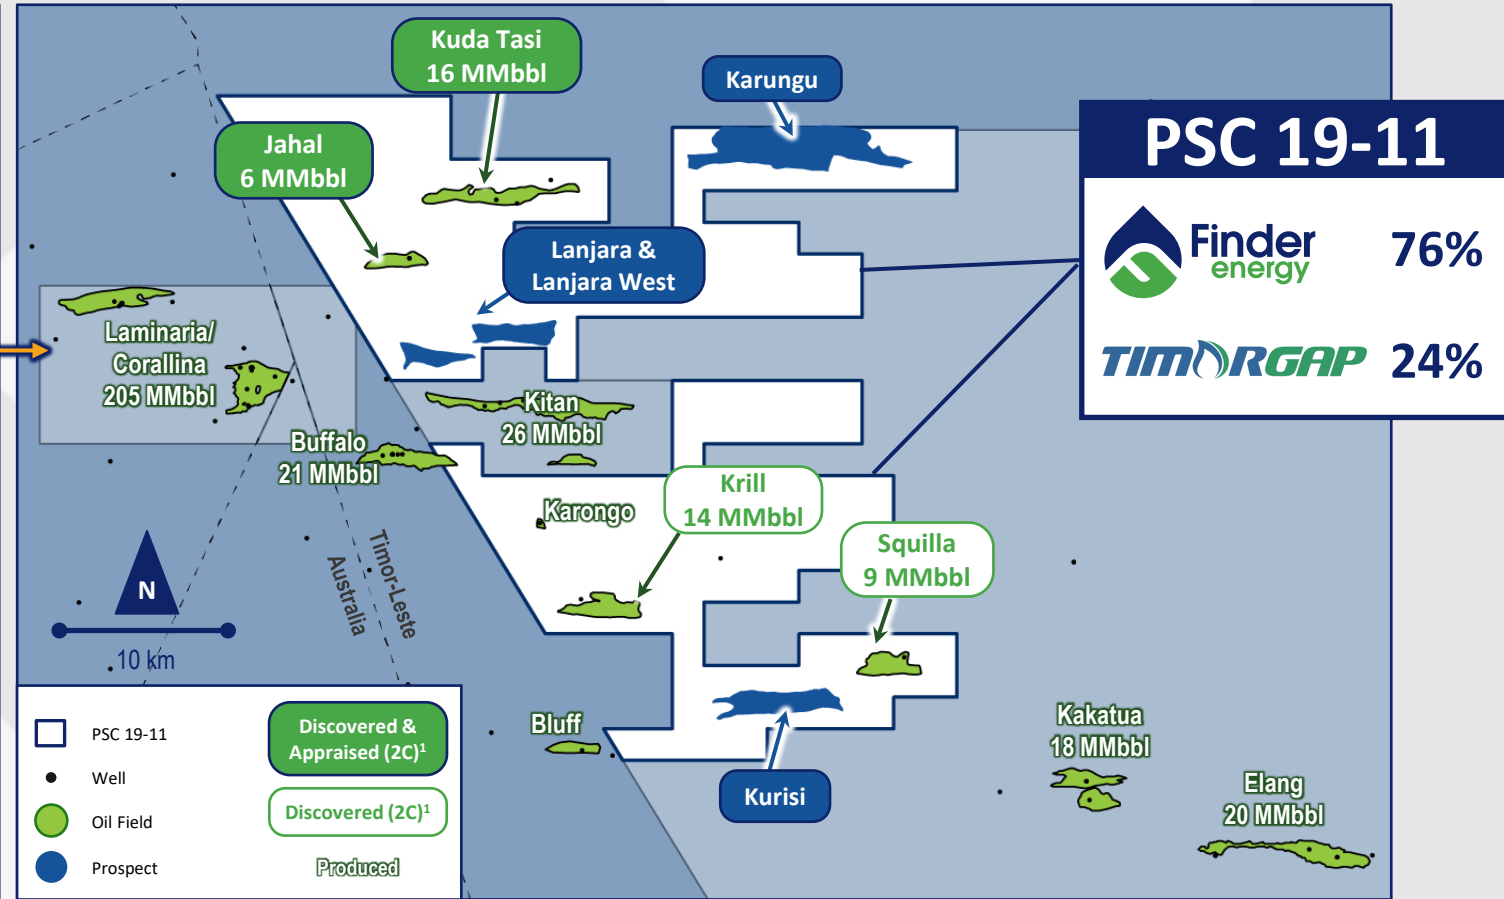 Kuda Tasi
16 MMbbl
Karungu
Jahal
6 MMbbl
PSC 19-11
Finder
energy
76%
TIMORGAP
24%
Lanjara &
Lanjara West
Laminaria/
Corallina
205 MMbbl
Kitan
26 MMbbl
Buffalo
21 MMbbl
Krill
14 MMbbl
Karongo
Squilla
9 MMbbl
Timor-Leste
Australia
N
10 km
Bluff
Kakatua
18 MMbbl
Kurisi
Elang
20 MMbbl
PSC 19-11
Well
Oil Field
Prospect
Discovered &
Appraised (2C)¹
Discovered (2C)¹
Produced